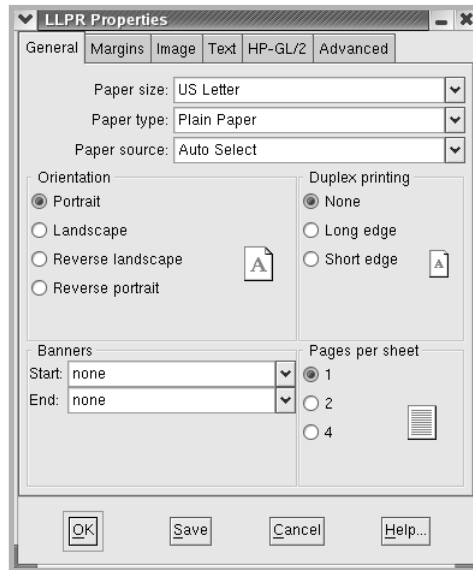 LLPR Properties
General Margins Image Text HP-GL/2 Advanced
Paper size: US Letter
Paper type: Plain Paper
Paper source: Auto Select
Orientation
Portrait
Landscape
Reverse landscape
Reverse portrait
A
Duplex printing
None
Long edge
Short edge
A
Banners
Start: none
End: none
Pages per sheet
1
2
4
OK Save Cancel Help...